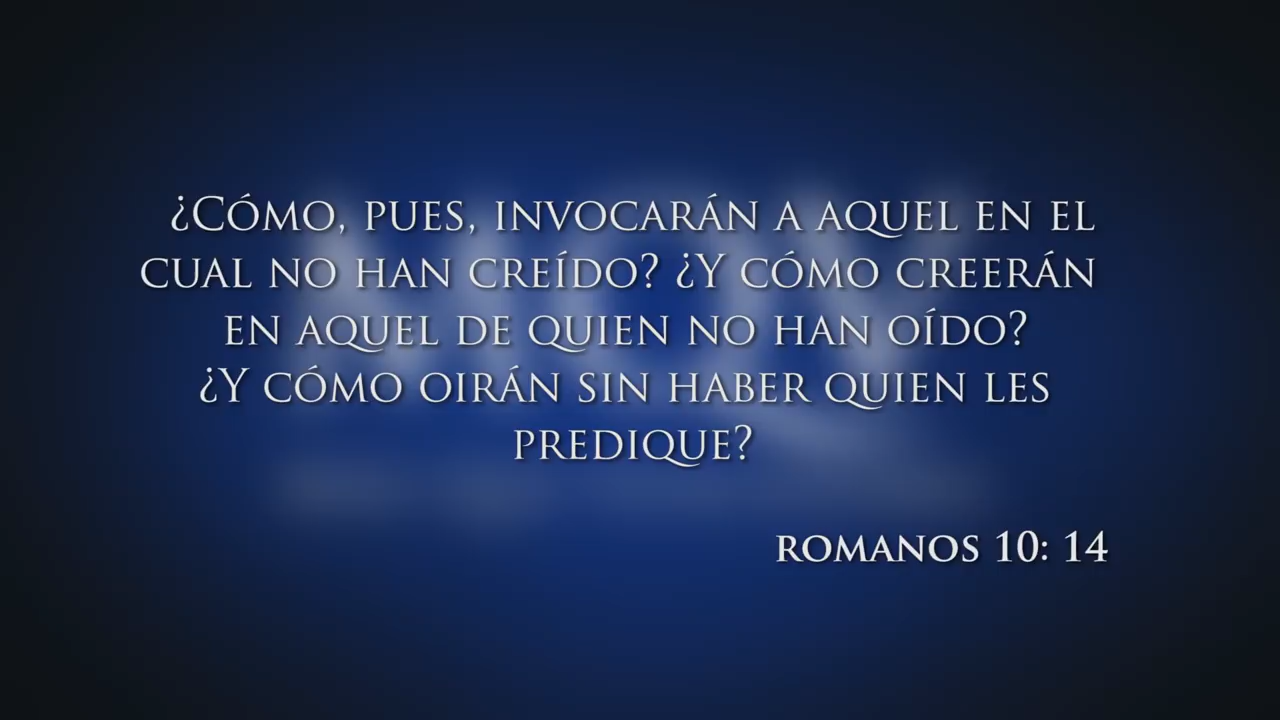 ¿Cómo, pues, invocarán a aquel en el
cual no han creído? ¿Y cómo creerán
en aquel de quien no han oído?
¿Y cómo oirán sin haber quien les
predique?
romanos 10: 14